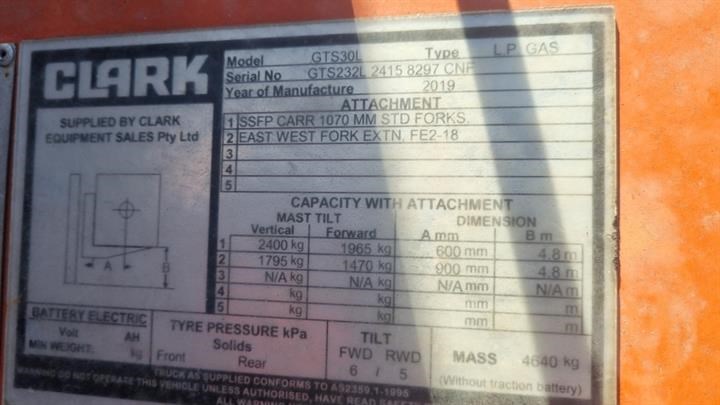 CLARK
SUPPLIED BY CLARK
EQUIPMENT SALES Pty Ltd
A
B
BATTERY ELECTRIC
Volt AH
MIN WEIGHT: kg
Model GTS30L Type L.P. GAS
Serial No GTS232L 2415 8297 CNF
Year of Manufacture 2019
ATTACHMENT
1 SSFP CARR 1070 MM STD FORKS.
2 EAST WEST FORK EXTN. FE2-18
3
4
5
CAPACITY WITH ATTACHMENT
MAST TILT DIMENSION
Vertical Forward A mm B m
1 2400 kg 1965 kg 600 mm 4.8 m
2 1795 kg 1470 kg 900 mm 4.8 m
3 N/A kg N/A kg N/A mm N/A m
4 kg kg mm m
5 kg kg mm m
TYRE PRESSURE kPa
Solids
Front Rear
TILT
FWD RWD
6 / 5
MASS 4640 kg
(Without traction battery)
TRUCK AS SUPPLIED CONFORMS TO AS2359.1-1995
WARNING DO NOT OPERATE THIS VEHICLE UNLESS AUTHORISED, HAVE READ
ALL